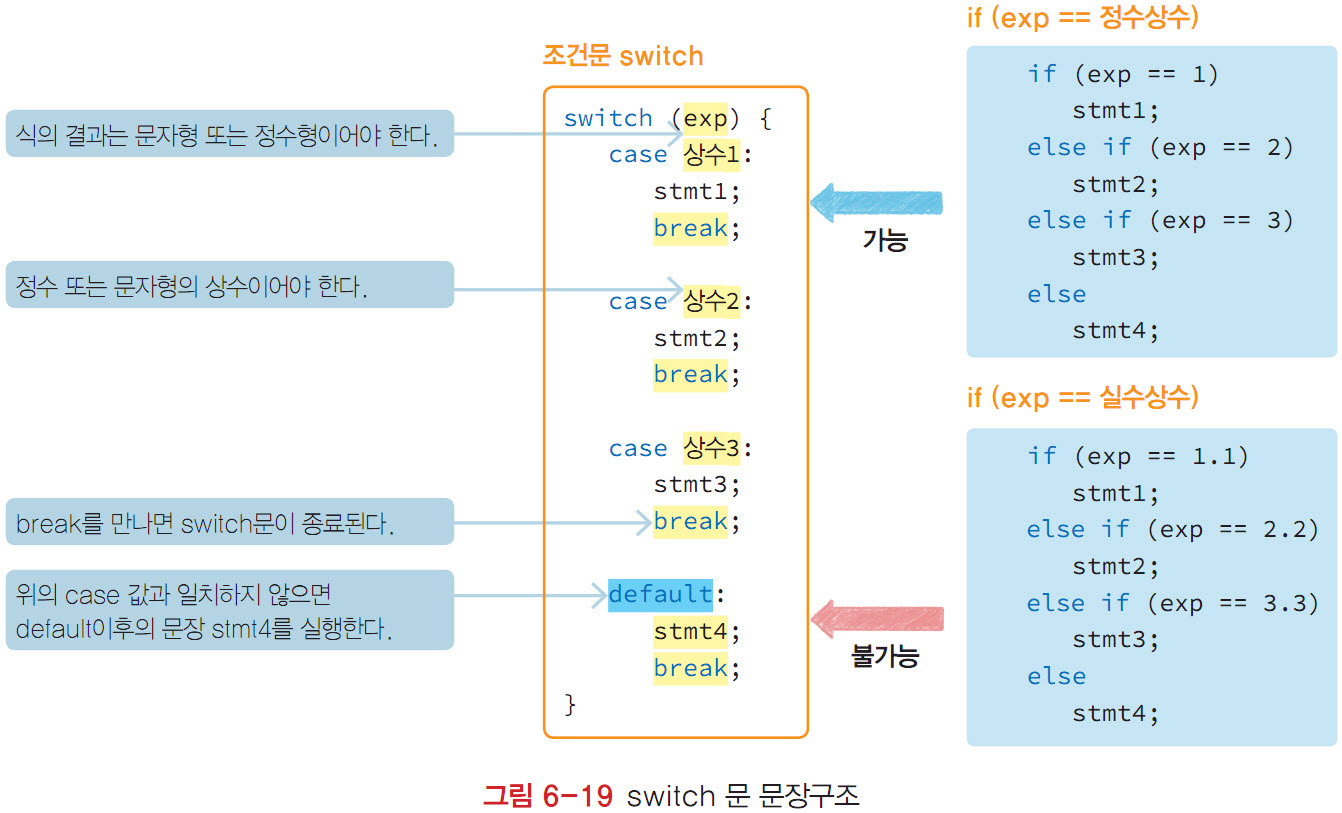 조건문 switch
식의 결과는 문자형 또는 정수형이어야 한다.
정수 또는 문자형의 상수이어야 한다.
break를 만나면 switch문이 종료된다.
위의 case 값과 일치하지 않으면
default이후의 문장 stmt4를 실행한다.
switch (exp) {
case 상수1:
stmt1;
break;
case 상수2:
stmt2;
break;
case 상수3:
stmt3;
break;
default:
stmt4;
break;
}
가능
불가능
if (exp == 정수상수)
if (exp == 1)
stmt1;
else if (exp == 2)
stmt2;
else if (exp == 3)
stmt3;
else
stmt4;
if (exp == 실수상수)
if (exp == 1.1)
stmt1;
else if (exp == 2.2)
stmt2;
else if (exp == 3.3)
stmt3;
else
stmt4;
그림 6-19 switch 문 문장구조